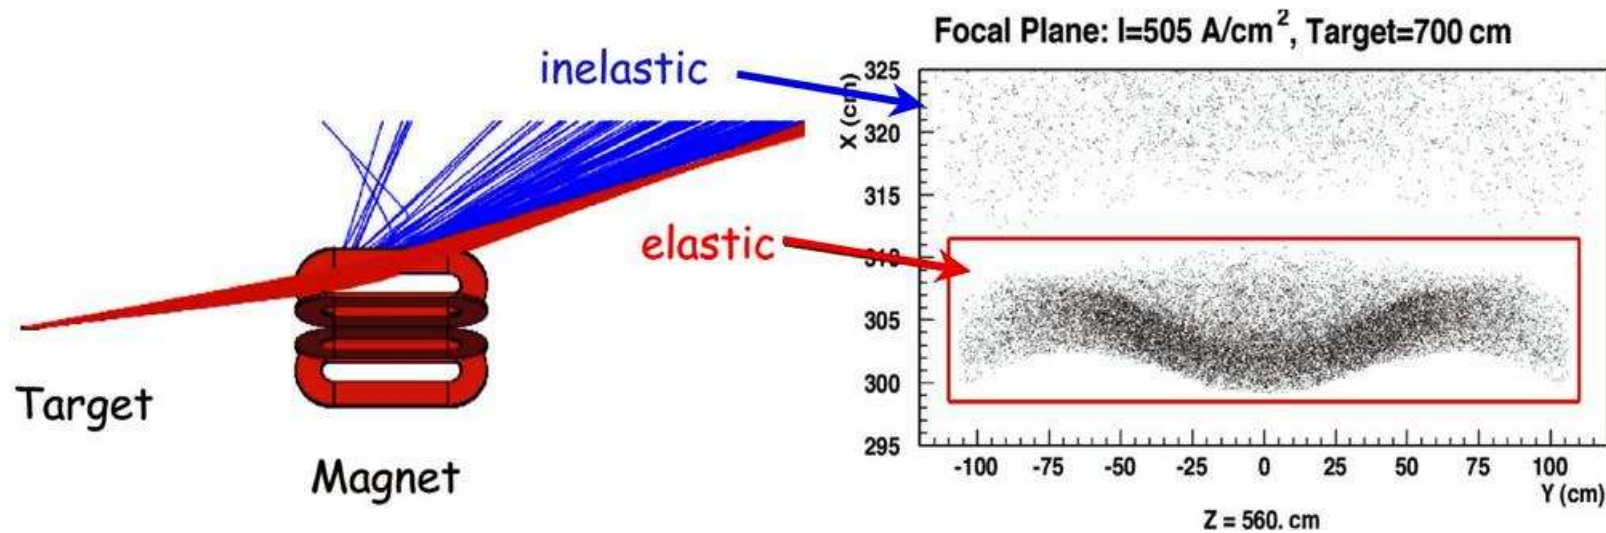 Focal Plane: I=505 A/cm², Target=700 cm
inelastic
elastic
Target
Magnet
X (cm)
325
320
315
310
305
300
295
-100 -75 -50 -25 0 25 50 75 100
Y (cm)
Z = 560. cm